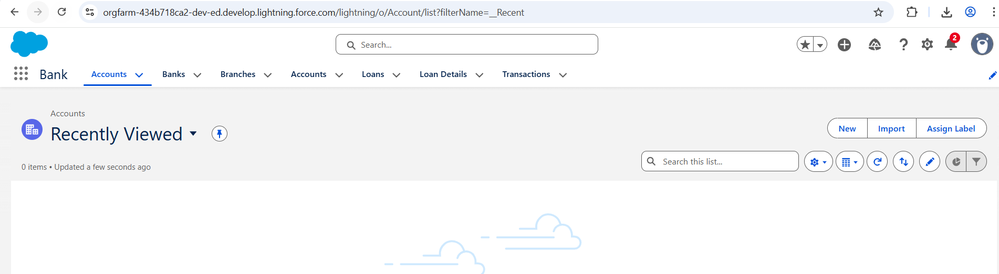 orgfarm-434b718ca2-dev-ed.develop.lightning.force.com/lightning/o/Account/list?filterName=__Recent
Search...
2
Bank Accounts Banks Branches Accounts Loans Loan Details Transactions
Accounts
Recently Viewed
New Import Assign Label
0 items • Updated a few seconds ago
Search this list...